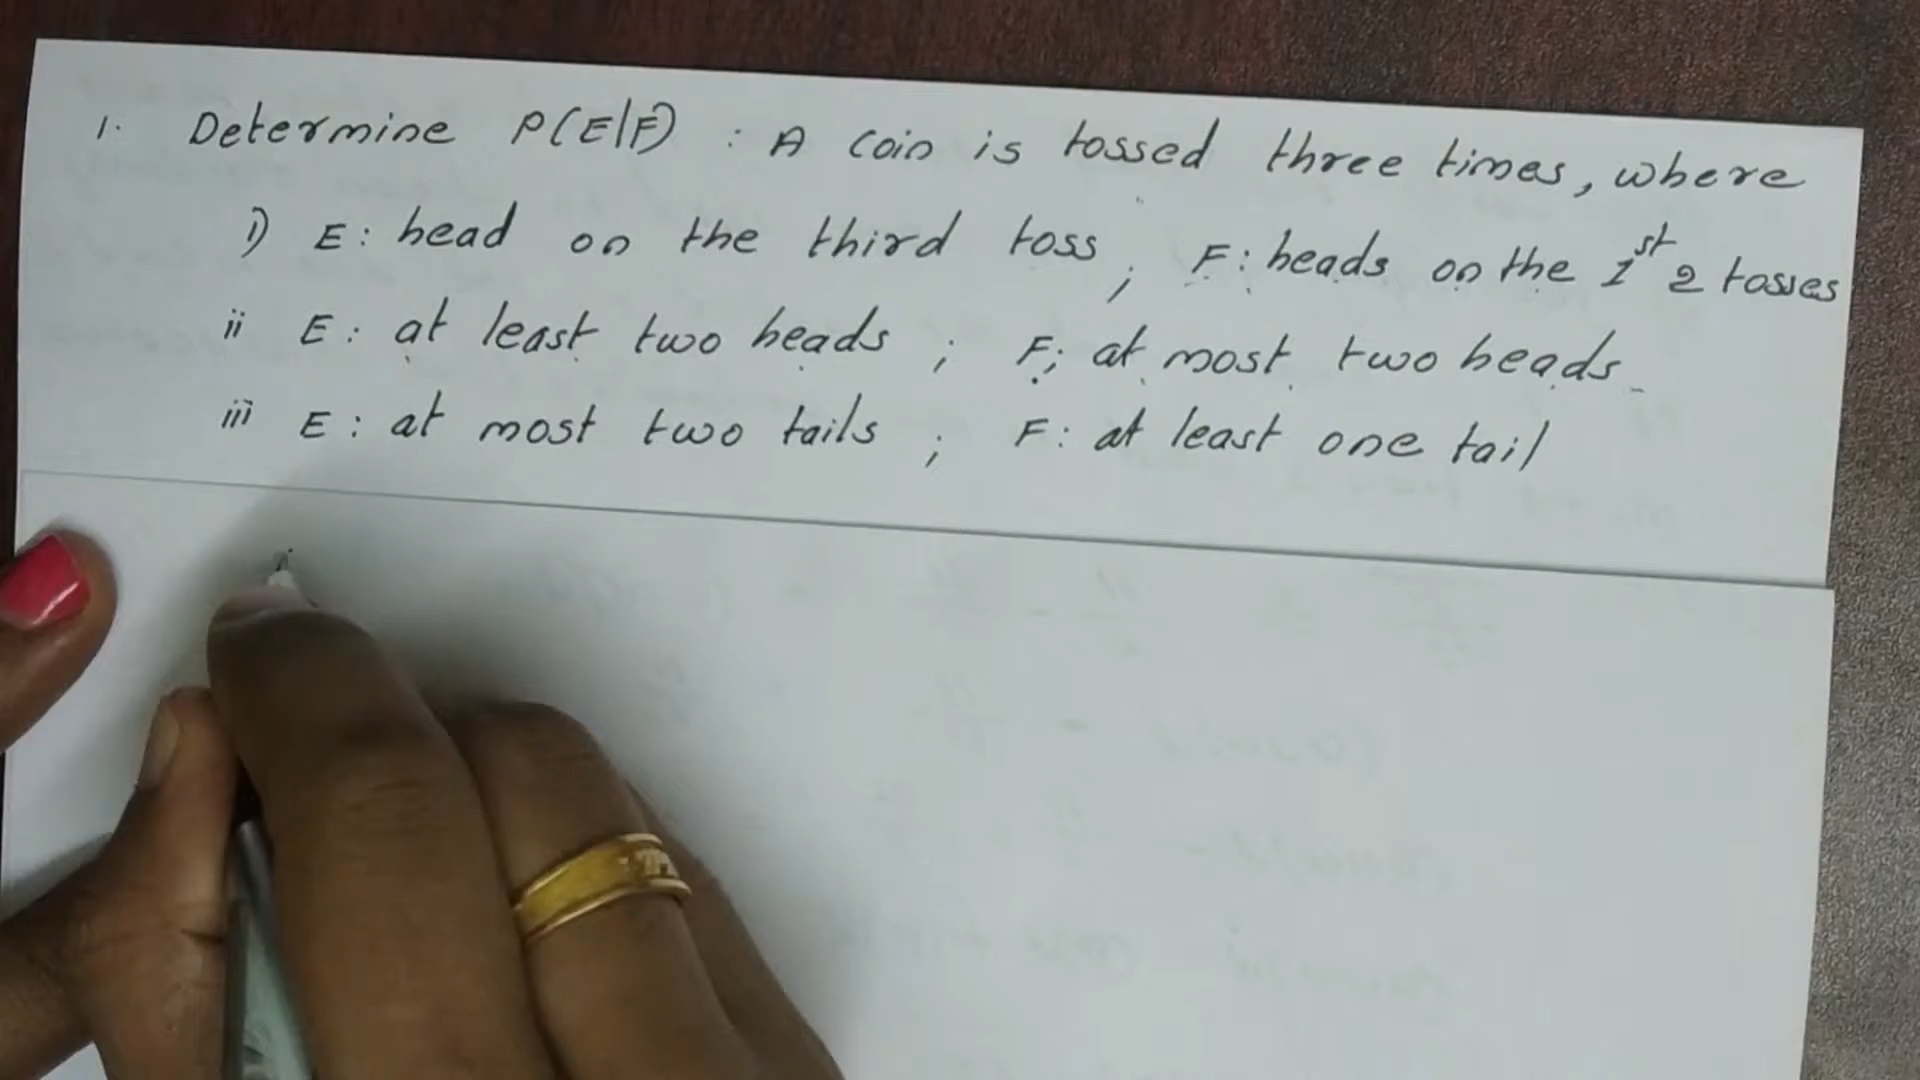 1. Determine P(E|F) : A coin is tossed three times, where
i) E: head on the third toss ; F: heads on the 1st 2 tosses
ii E: at least two heads ; F; at most two heads
iii E: at most two tails ; F: at least one tail